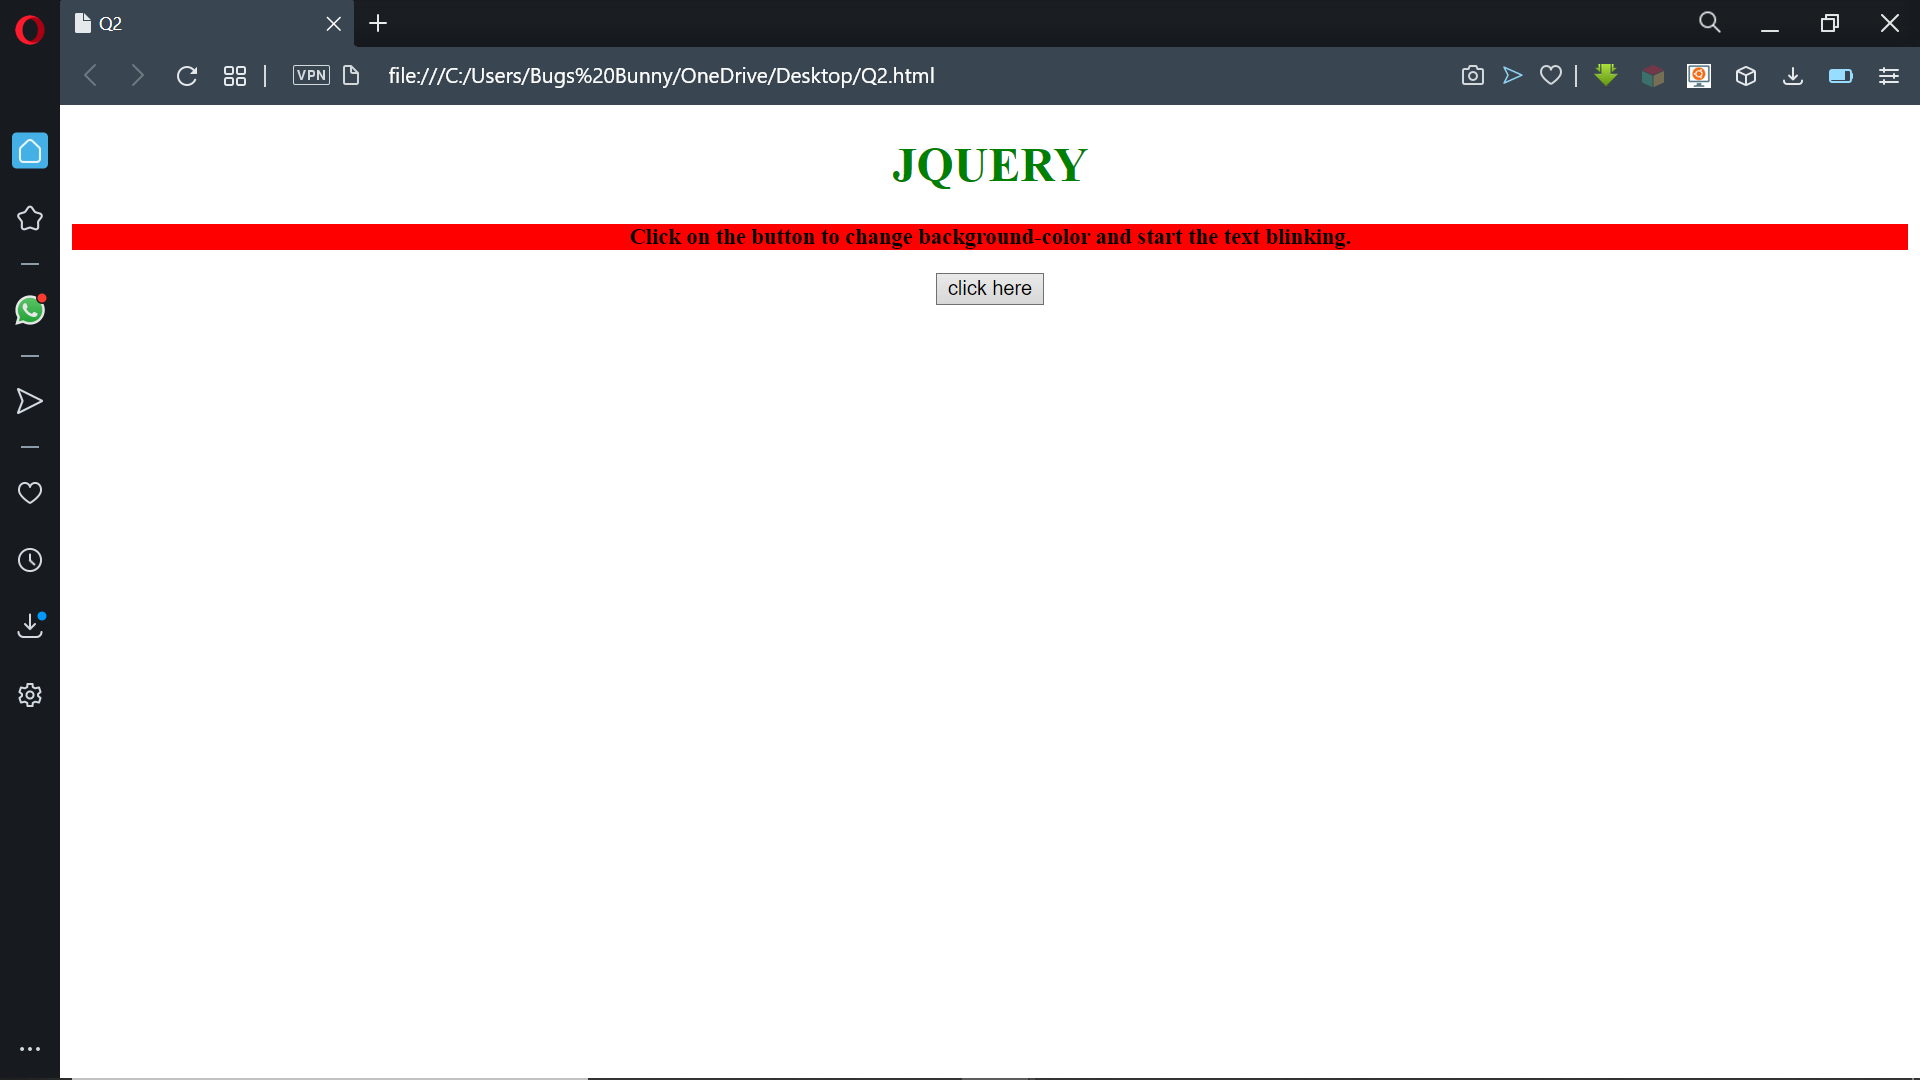 Q2
VPN
file:///C:/Users/Bugs%20Bunny/OneDrive/Desktop/Q2.html
JQUERY
Click on the button to change background-color and start the text blinking.
click here